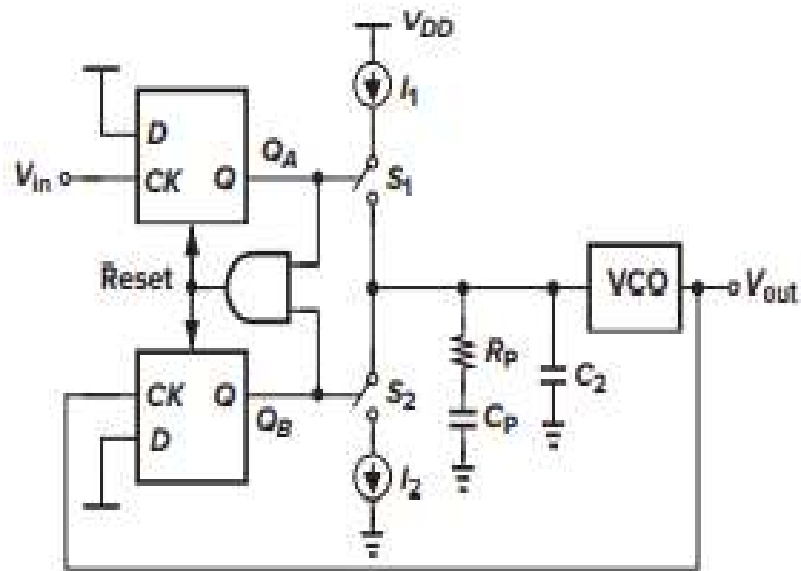 V_DD
I_1
D
Q_A
V_in
CK
Q
S_1
Reset
VCO
V_out
R_P
C_2
CK
Q
S_2
Q_B
C_P
D
I_2